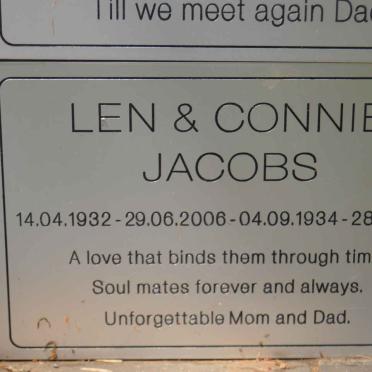 Till we meet again Da
LEN & CONNIE
JACOBS
14.04.1932 - 29.06.2006 - 04.09.1934 - 28
A love that binds them through tim
Soul mates forever and always.
Unforgettable Mom and Dad.